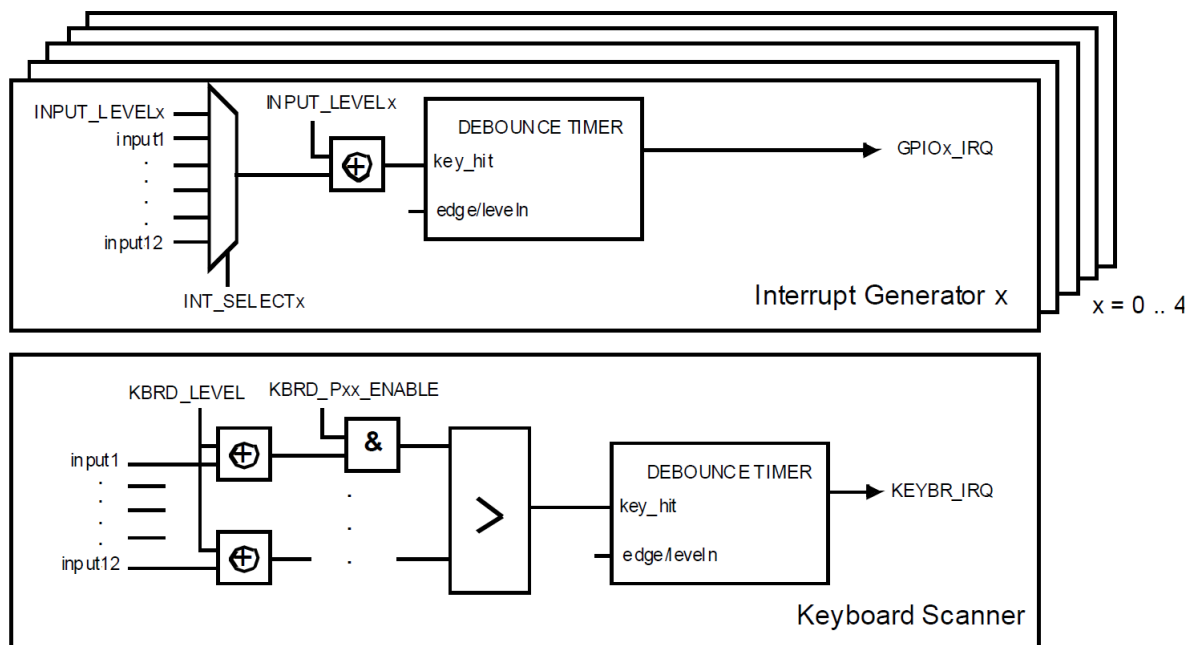 INPUT_LEVELx
INPUT_LEVELx
input1
.
.
.
input12
INT_SELECTx
DEBOUNCE TIMER
key_hit
edge/leveln
GPIOx_IRQ
Interrupt Generator x
x = 0 .. 4
KBRD_LEVEL
KBRD_Pxx_ENABLE
input1
.
.
.
.
input12
&
.
.
.
>
DEBOUNCE TIMER
key_hit
edge/leveln
KEYBR_IRQ
Keyboard Scanner